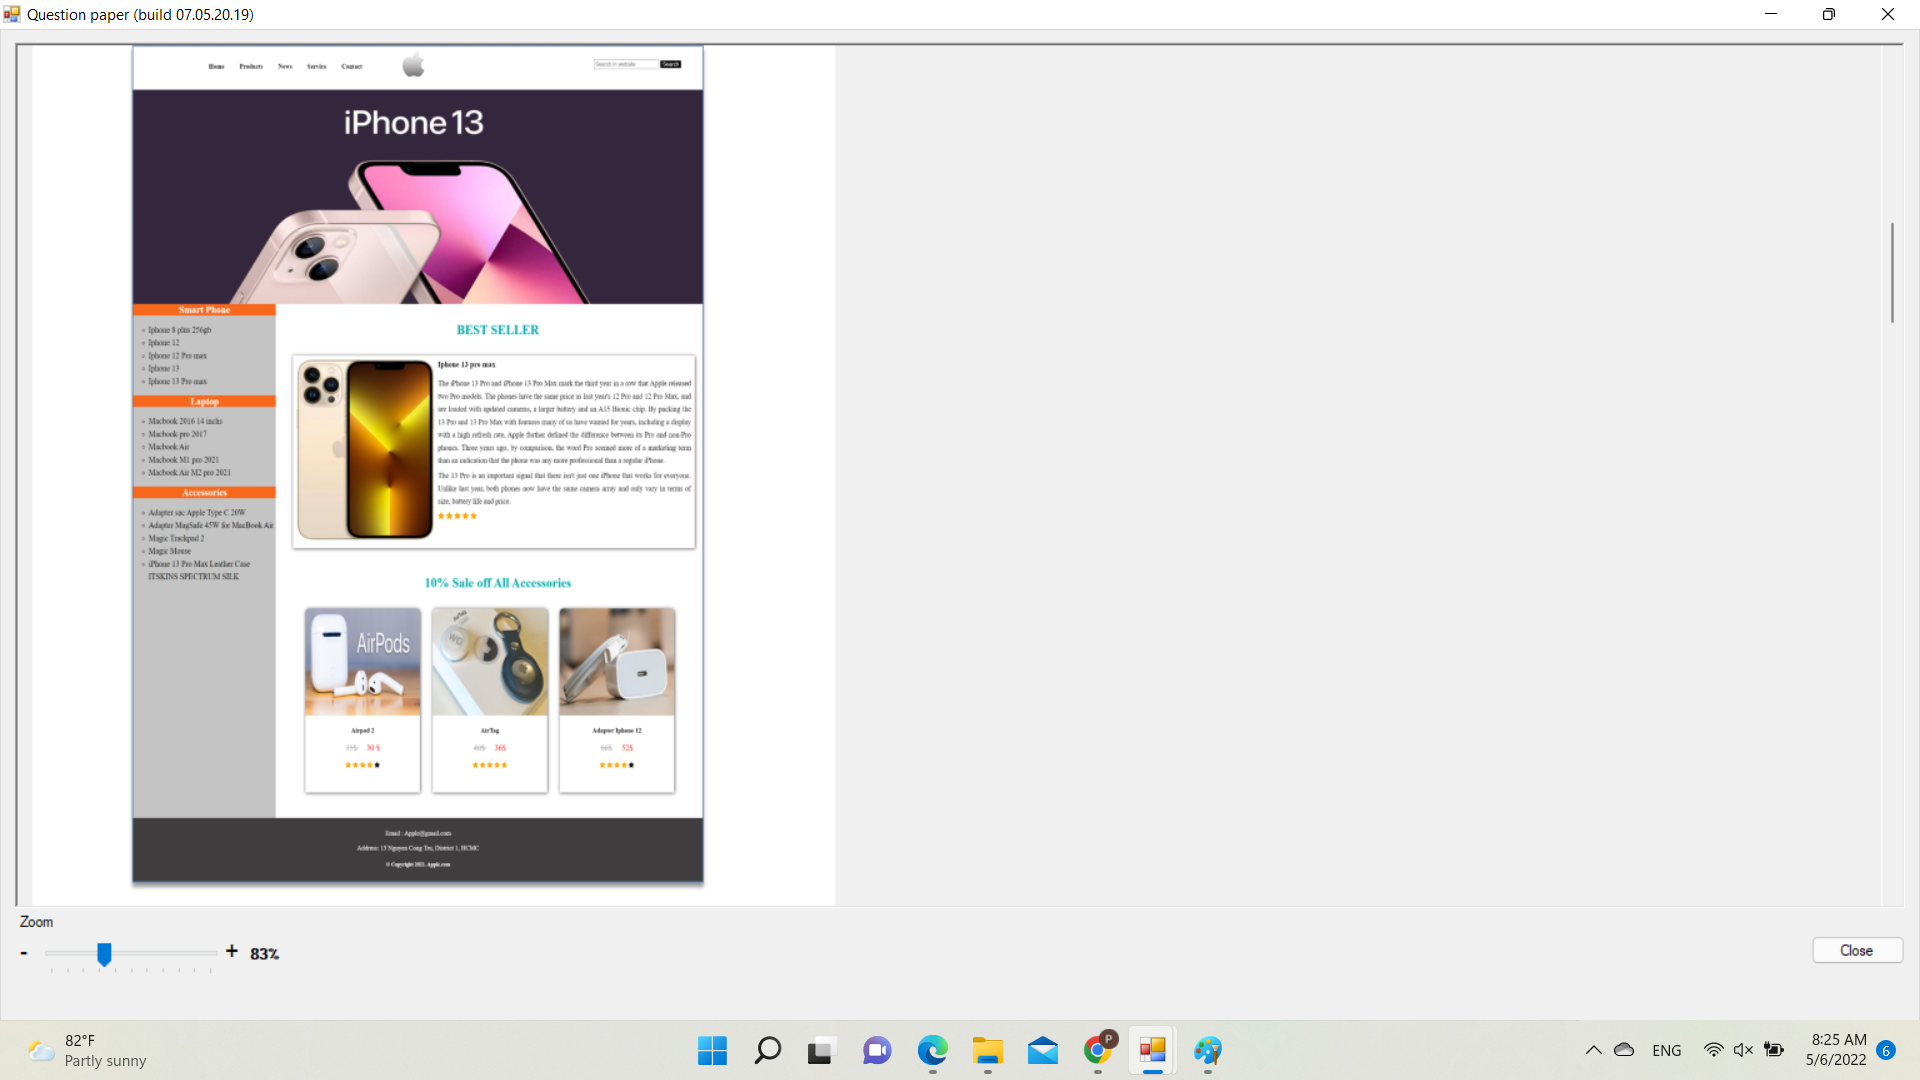 Question paper (build 07.05.20.19)
Home Products News Service Contact
Search in website Search
iPhone 13
Smart Phone
Iphone 8 plus 256gb
Iphone 12
Iphone 12 Pro max
Iphone 13
Iphone 13 Pro max
Laptop
Macbook 2016 14 inchs
Macbook pro 2017
Macbook Air
Macbook M1 pro 2021
Macbook Air M2 pro 2021
Accessories
Adapter sac Apple Type C 20W
Adapter MagSafe 45W for MacBook Air
Magic Trackpad 2
Magic Mouse
iPhone 13 Pro Max Leather Case
ITSKINS SPECTRUM SILK
BEST SELLER
Iphone 13 pro max
The iPhone 13 Pro and iPhone 13 Pro Max mark the third year in a row that Apple released
two Pro models. The phones have the same price as last year's 12 Pro and 12 Pro Max, and
are loaded with updated cameras, a larger battery and an A15 Bionic chip. By packing the
13 Pro and 13 Pro Max with features many of us have wanted for years, including a display
with a high refresh rate, Apple further defined the difference between its Pro and non-Pro
phones. Three years ago, by comparison, the word Pro seemed more of a marketing term
than an indication that the phone was any more professional than a regular iPhone.
The 13 Pro is an important signal that there isn't just one iPhone that works for everyone.
Unlike last year, both phones now have the same camera array and only vary in terms of
size, battery life and price.
10% Sale off All Accessories
AirPods
Airpod 2
30 $
AirTag
40$ 36$
Adapter Iphone 12
66$ 52$
Email : Apple@gmail.com
Address: 15 Nguyen Cong Tru, District 1, HCMC
© Copyright 2021. Apple.com
Zoom
- + 83%
Close
82°F
Partly sunny
P
ENG
8:25 AM
5/6/2022
6